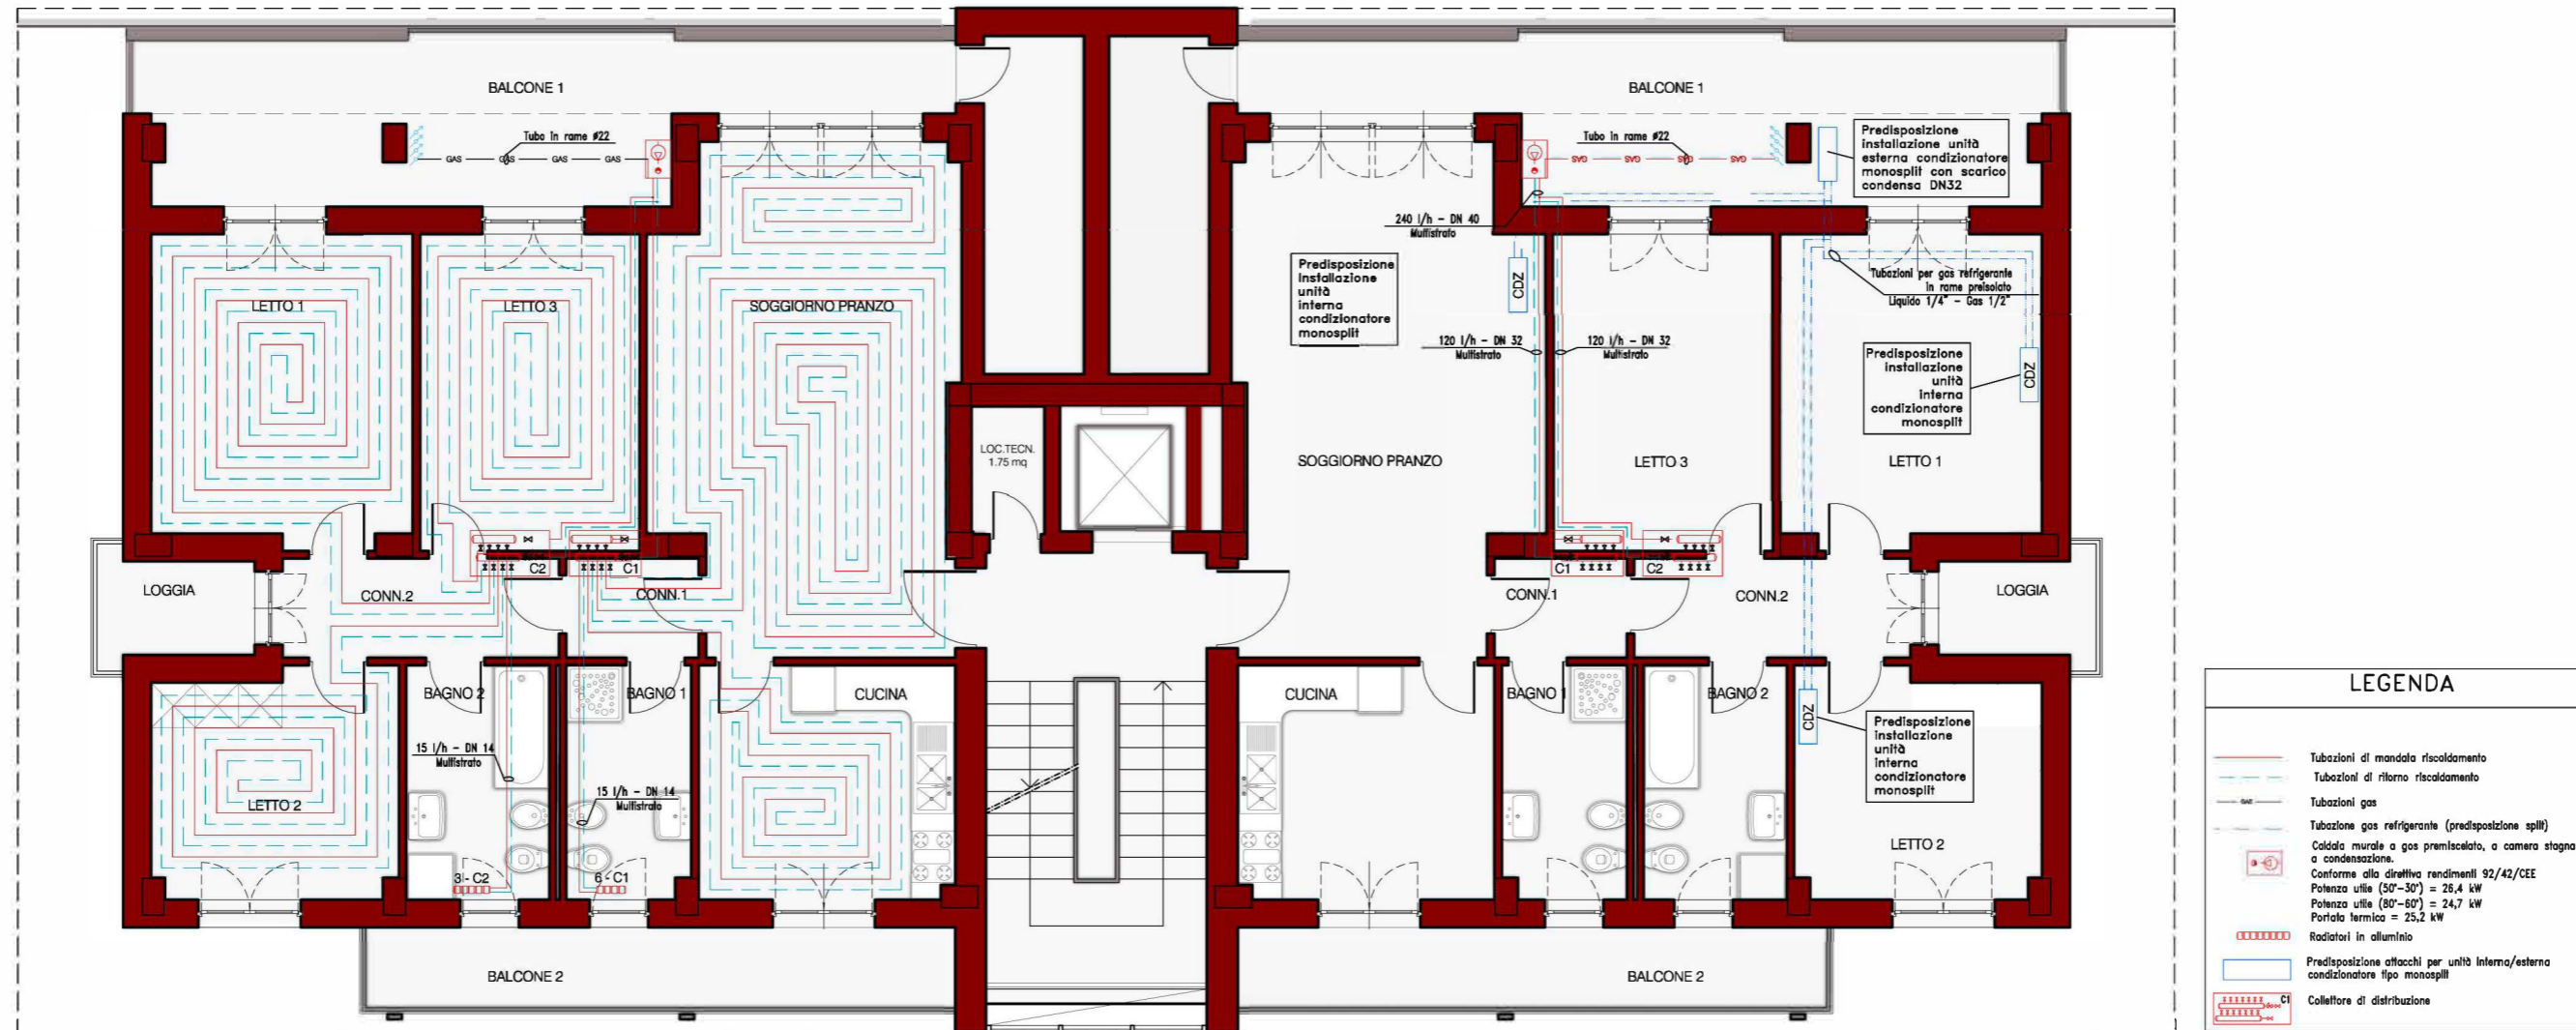 BALCONE 1
BALCONE 1
Tubo in rame ø22
GAS GAS GAS GAS
Tubo in rame ø22
GAS GAS GAS GAS
Predisposizione
installazione unità
esterna condizionatore
monosplit con scarico
condensa DN32
240 l/h - DN 40
Multistrato
Predisposizione
Installazione
unità
interna
condizionatore
monosplit
CDZ
Tubazioni per gas refrigerante
in rame preisolato
Liquido 1/4" - Gas 1/2"
LETTO 1
LETTO 3
SOGGIORNO PRANZO
120 l/h - DN 32
Multistrato
120 l/h - DN 32
Multistrato
Predisposizione
installazione
unità
interna
condizionatore
monosplit
CDZ
LOC.TECN.
1.75 mq
SOGGIORNO PRANZO
LETTO 3
LETTO 1
C2
C1
C1
C2
LOGGIA
CONN.2
CONN.1
CONN.1
CONN.2
LOGGIA
BAGNO 2
BAGNO 1
CUCINA
CUCINA
BAGNO 1
BAGNO 2
CDZ
Predisposizione
installazione
unità
interna
condizionatore
monosplit
15 l/h - DN 14
Multistrato
15 l/h - DN 14
Multistrato
LETTO 2
LETTO 2
6 - C1
BALCONE 2
BALCONE 2
LEGENDA
Tubazioni di mandata riscaldamento
Tubazioni di ritorno riscaldamento
GAS
Tubazioni gas
Tubazione gas refrigerante (predisposizione split)
Caldaia murale a gas premiscelato, a camera stagna
a condensazione.
Conforme alla direttiva rendimenti 92/42/CEE
Potenza utile (50°-30°) = 26,4 kW
Potenza utile (80°-60°) = 24,7 kW
Portata termica = 25,2 kW
Radiatori in alluminio
Predisposizione attacchi per unità interna/esterna
condizionatore tipo monosplit
C1
Collettore di distribuzione